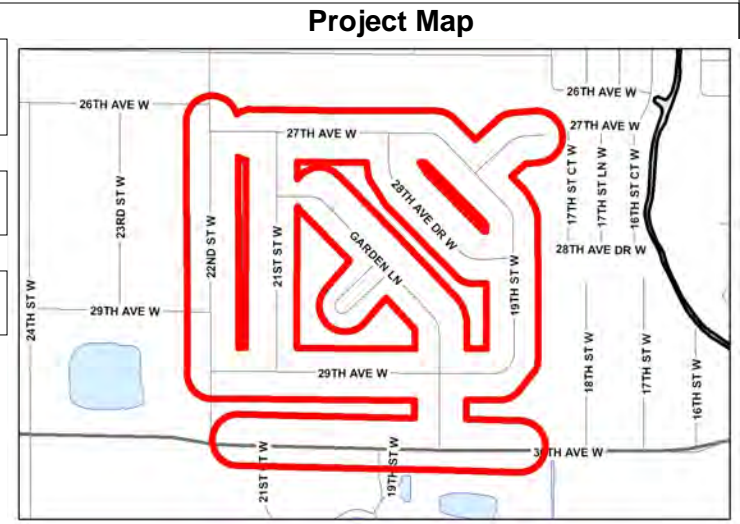 Project Map
26TH AVE W
26TH AVE W
27TH AVE W
27TH AVE W
17TH ST CT W
17TH ST LN W
16TH ST CT W
23RD ST W
22ND ST W
21ST ST W
28TH AVE DR W
GARDEN LN
28TH AVE DR W
24TH ST W
29TH AVE W
19TH ST W
18TH ST W
17TH ST W
16TH ST W
29TH AVE W
21ST CT W
19TH ST W
30TH AVE W